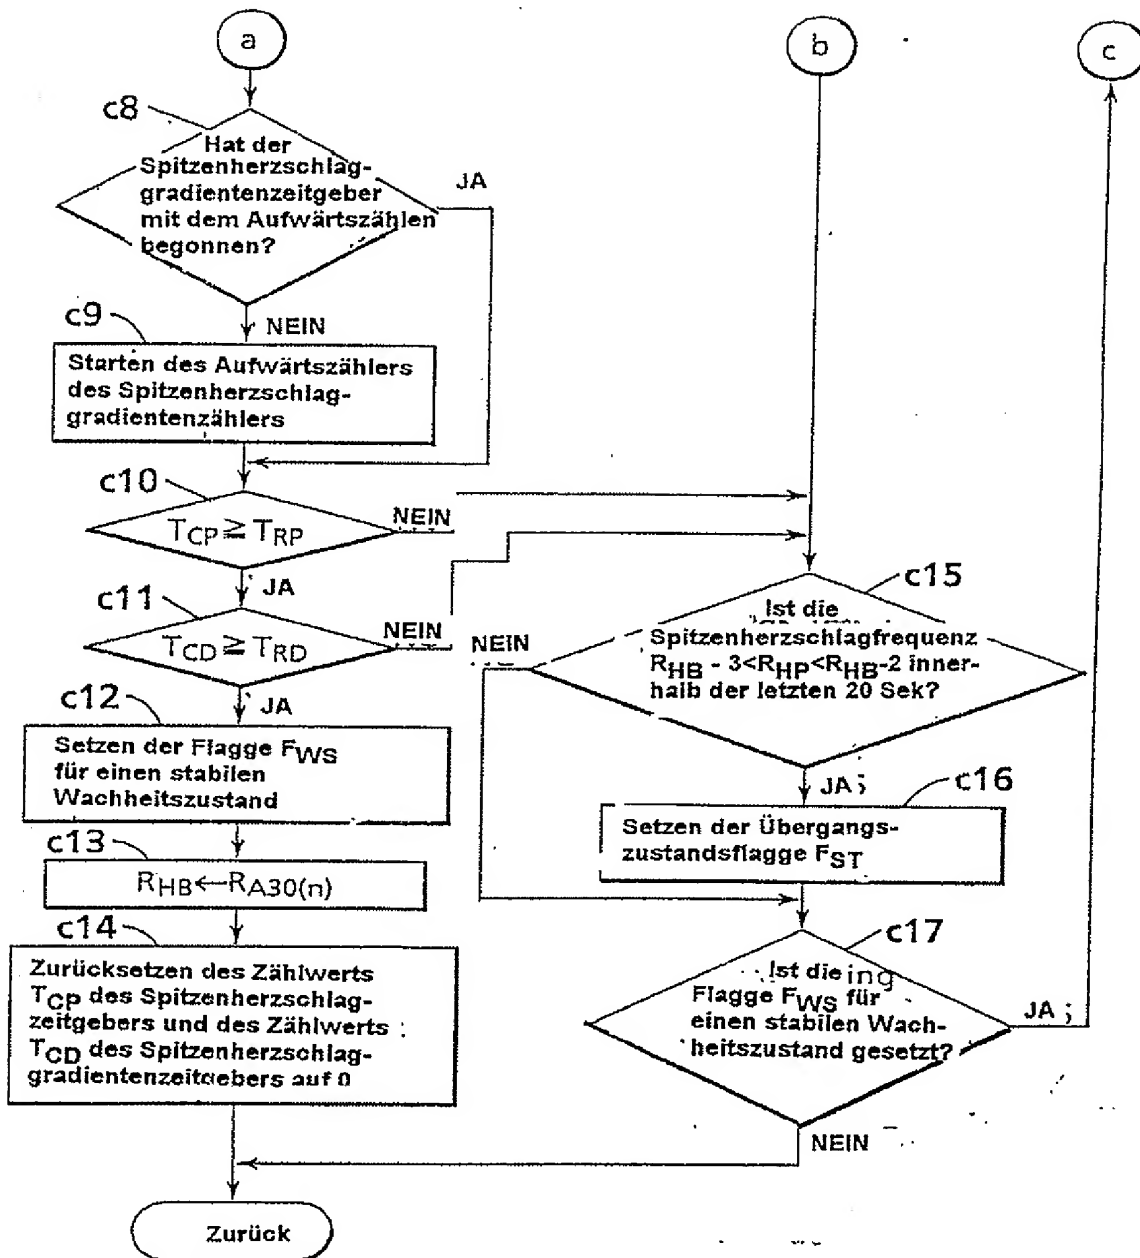 a
b
c
c8
Hat der
Spitzenherzschlag-
gradientenzeitgeber
mit dem Aufwärtszählen
begonnen?
JA
NEIN
c9
Starten des Aufwärtszählers
des Spitzenherzschlag-
gradientenzählers
c10
TCP ≧ TRP
NEIN
JA
c11
TCD ≧ TRD
NEIN
JA
c12
Setzen der Flagge FWS
für einen stabilen
Wachheitszustand
c13
RHB←RA30(n)
c14
Zurücksetzen des Zählwerts
TCP des Spitzenherzschlag-
zeitgebers und des Zählwerts
TCD des Spitzenherzschlag-
gradientenzeitgebers auf 0
Zurück
c15
Ist die
Spitzenherzschlagfrequenz
RHB - 3<RHP<RHB-2 inner-
halb der letzten 20 Sek?
NEIN
JA
c16
Setzen der Übergangs-
zustandsflagge FST
c17
Ist die ing
Flagge FWS für
einen stabilen Wach-
heitszustand gesetzt?
JA ;
NEIN